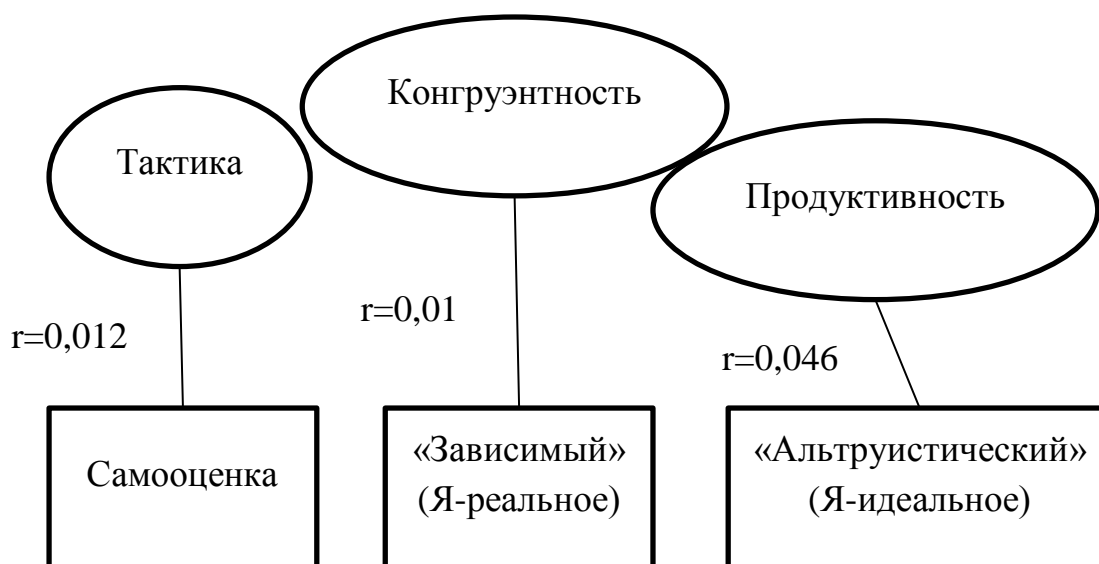 Конгруэнтность
Тактика
Продуктивность
r=0,012
r=0,01
r=0,046
Самооценка
«Зависимый»
(Я-реальное)
«Альтруистический»
(Я-идеальное)